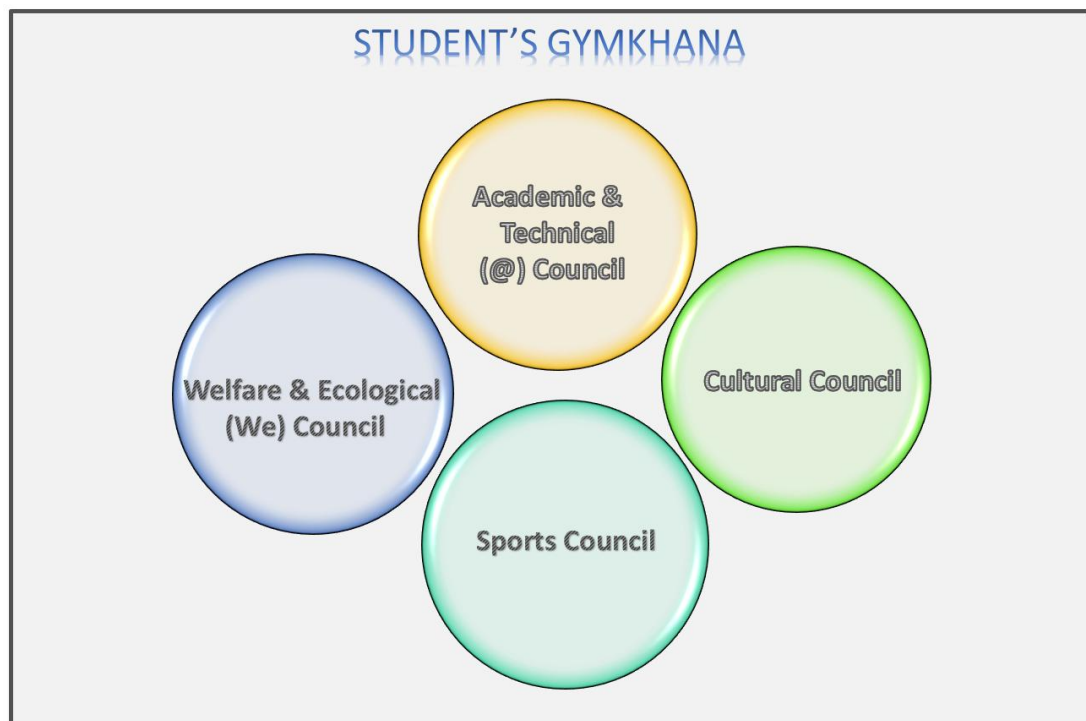 STUDENT'S GYMKHANA
Academic &
Technical
(@) Council
Welfare & Ecological
(We) Council
Cultural Council
Sports Council